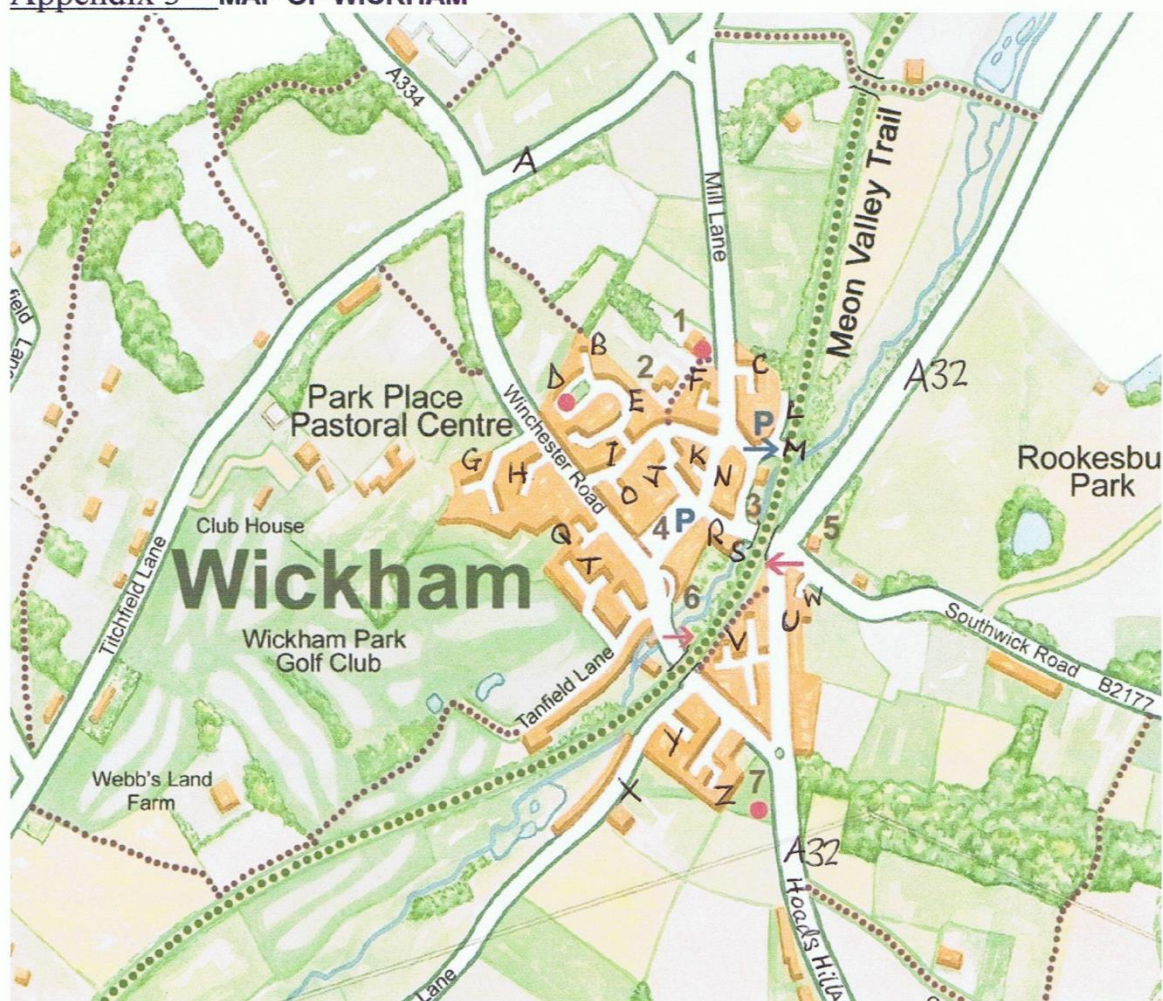 Appendix 3 MAP OF WICKHAM
A334
A
Mill Lane
Meon Valley Trail
A32
1
B
2
C
D
E
F
Park Place
Pastoral Centre
Winchester Road
P
L
M
G
H
I
J
K
N
O
Rookesbu
Park
Club House
3
4
P
R
S
5
Q
T
Wickham
Titchfield Lane
Wickham Park
Golf Club
6
U
W
V
Southwick Road
B2177
Tanfield Lane
Webb's Land
Farm
Y
X
Z
7
A32
Hoads Hill
Lane
field
Lane